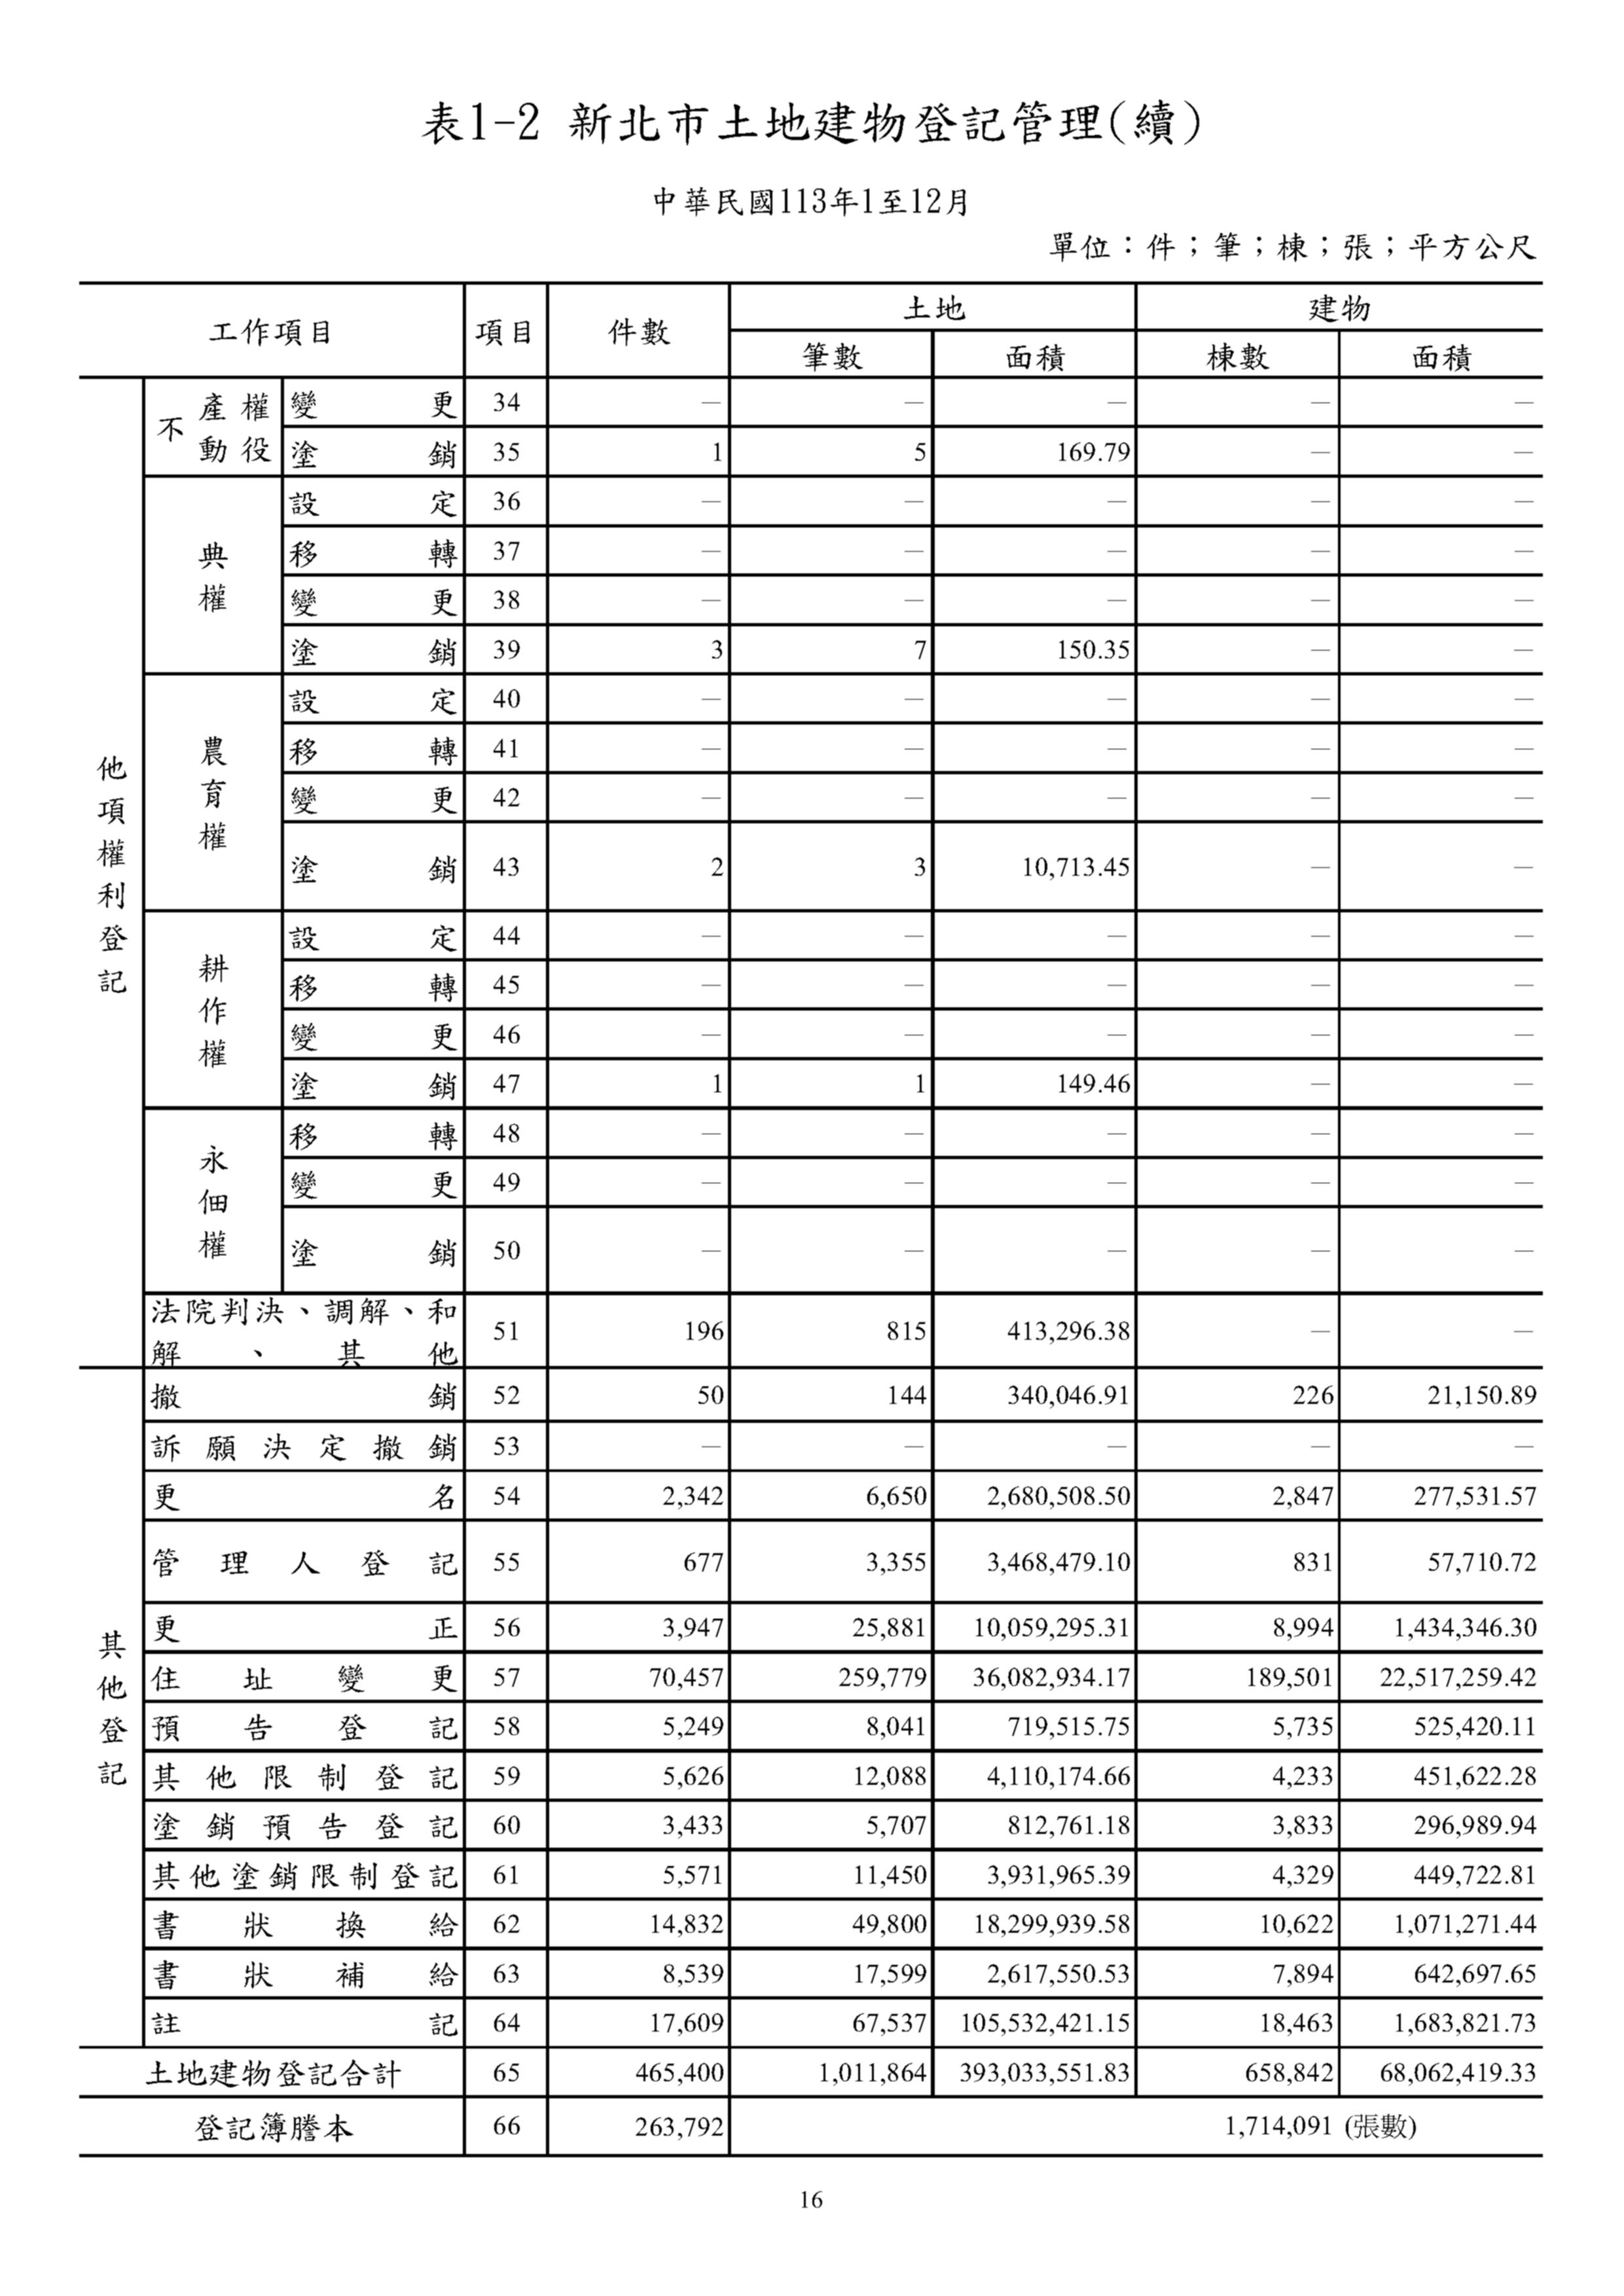 表1-2 新北市土地建物登記管理(續)
中華民國113年1至12月
單位：件；筆；棟；張；平方公尺
工作項目 項目 件數 土地 建物
筆數 面積 棟數 面積
他項權利登記
不動產役權 變更 34 — — — — —
塗銷 35 1 5 169.79 — —
典權 設定 36 — — — — —
移轉 37 — — — — —
變更 38 — — — — —
塗銷 39 3 7 150.35 — —
農育權 設定 40 — — — — —
移轉 41 — — — — —
變更 42 — — — — —
塗銷 43 2 3 10,713.45 — —
耕作權 設定 44 — — — — —
移轉 45 — — — — —
變更 46 — — — — —
塗銷 47 1 1 149.46 — —
永佃權 移轉 48 — — — — —
變更 49 — — — — —
塗銷 50 — — — — —
法院判決、調解、和
解、其他 51 196 815 413,296.38 — —
其他登記
撤銷 52 50 144 340,046.91 226 21,150.89
訴願決定撤銷 53 — — — — —
更名 54 2,342 6,650 2,680,508.50 2,847 277,531.57
管理人登記 55 677 3,355 3,468,479.10 831 57,710.72
更正 56 3,947 25,881 10,059,295.31 8,994 1,434,346.30
住址變更 57 70,457 259,779 36,082,934.17 189,501 22,517,259.42
預告登記 58 5,249 8,041 719,515.75 5,735 525,420.11
其他限制登記 59 5,626 12,088 4,110,174.66 4,233 451,622.28
塗銷預告登記 60 3,433 5,707 812,761.18 3,833 296,989.94
其他塗銷限制登記 61 5,571 11,450 3,931,965.39 4,329 449,722.81
書狀換給 62 14,832 49,800 18,299,939.58 10,622 1,071,271.44
書狀補給 63 8,539 17,599 2,617,550.53 7,894 642,697.65
註記 64 17,609 67,537 105,532,421.15 18,463 1,683,821.73
土地建物登記合計 65 465,400 1,011,864 393,033,551.83 658,842 68,062,419.33
登記簿謄本 66 263,792 1,714,091 (張數)
16